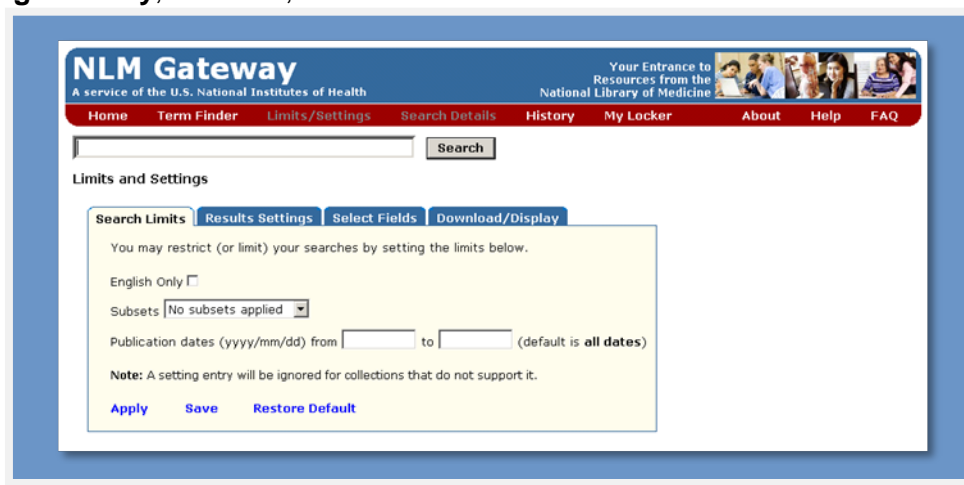 NLM Gateway
A service of the U.S. National Institutes of Health
Your Entrance to
Resources from the
National Library of Medicine
Home Term Finder Limits/Settings Search Details History My Locker About Help FAQ
Search
Limits and Settings
Search Limits Results Settings Select Fields Download/Display
You may restrict (or limit) your searches by setting the limits below.
English Only
Subsets No subsets applied
Publication dates (yyyy/mm/dd) from to (default is all dates)
Note: A setting entry will be ignored for collections that do not support it.
Apply Save Restore Default